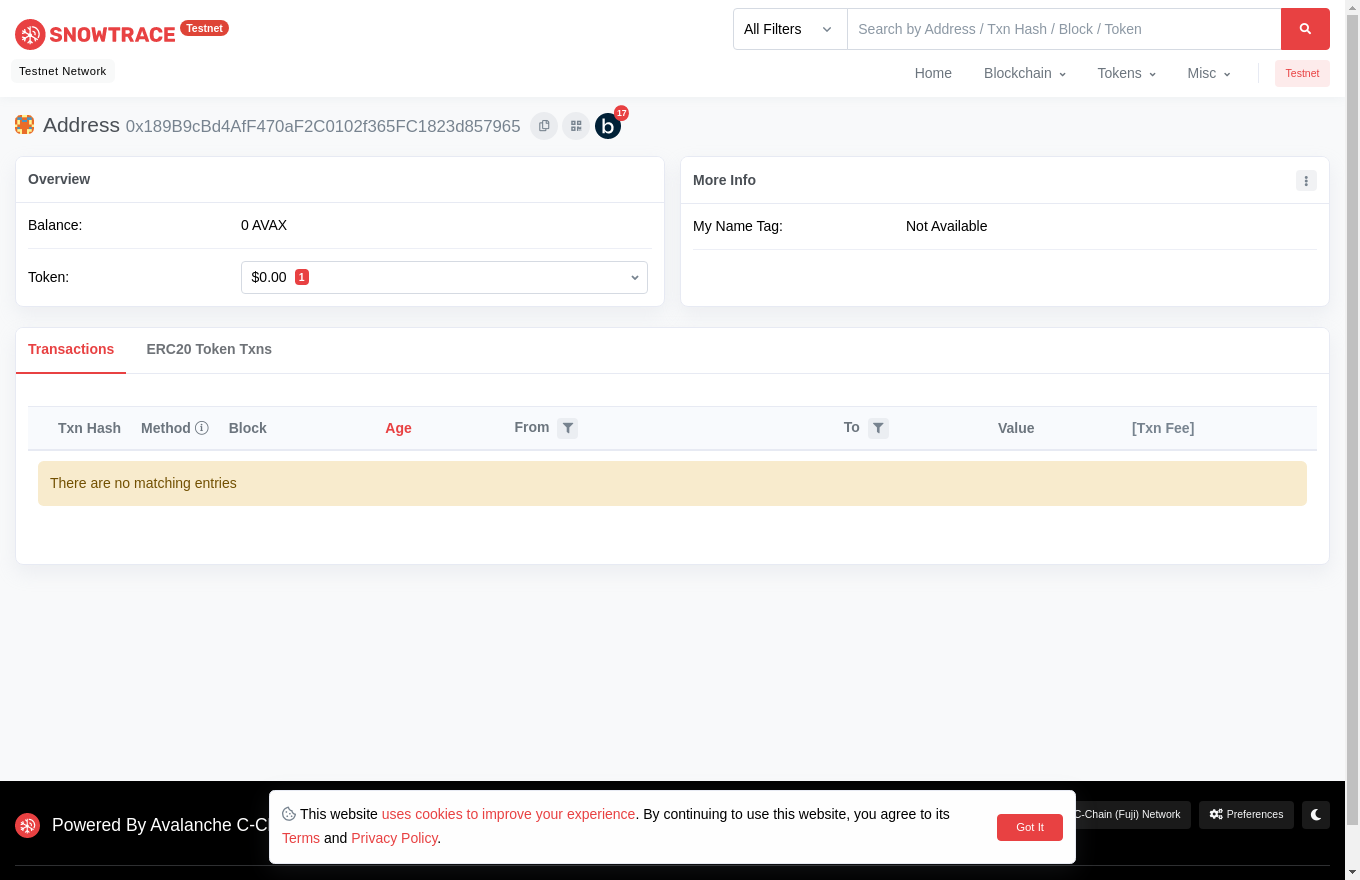 SNOWTRACE Testnet
All Filters
Search by Address / Txn Hash / Block / Token
Testnet Network
Home Blockchain Tokens Misc Testnet
Address 0x189B9cBd4AfF470aF2C0102f365FC1823d857965 b 17
Overview
Balance: 0 AVAX
Token: $0.00 1
More Info
My Name Tag: Not Available
Transactions ERC20 Token Txns
Txn Hash Method Block Age From To Value [Txn Fee]
There are no matching entries
Powered By Avalanche C-C
This website uses cookies to improve your experience. By continuing to use this website, you agree to its
Terms and Privacy Policy.
Got It
C-Chain (Fuji) Network Preferences